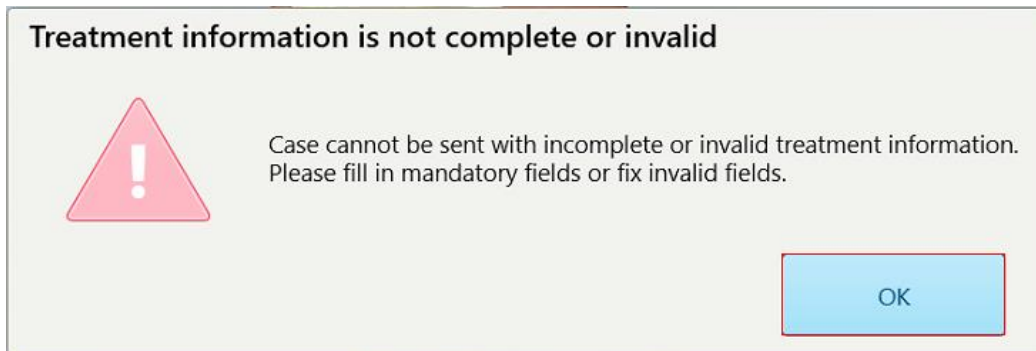 Treatment information is not complete or invalid
Case cannot be sent with incomplete or invalid treatment information.
Please fill in mandatory fields or fix invalid fields.
OK